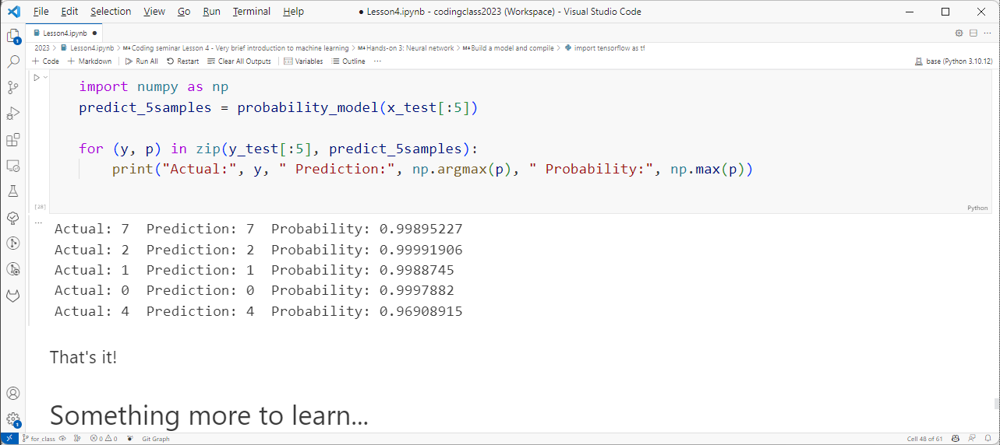 File Edit Selection View Go Run Terminal Help ● Lesson4.ipynb - codingclass2023 (Workspace) - Visual Studio Code
Lesson4.ipynb ●
2023 > Lesson4.ipynb > M↓Coding seminar Lesson 4 - Very brief introduction to machine learning > M↓Hands-on 3: Neural network > M↓Build a model and compile > import tensorflow as tf
+ Code + Markdown Run All Restart Clear All Outputs Variables Outline ··· base (Python 3.10.12)
import numpy as np
predict_5samples = probability_model(x_test[:5])
for (y, p) in zip(y_test[:5], predict_5samples):
print("Actual:", y, " Prediction:", np.argmax(p), " Probability:", np.max(p))
[28] Python
Actual: 7  Prediction: 7  Probability: 0.99895227
Actual: 2  Prediction: 2  Probability: 0.99991906
Actual: 1  Prediction: 1  Probability: 0.9988745
Actual: 0  Prediction: 0  Probability: 0.9997882
Actual: 4  Prediction: 4  Probability: 0.96908915
That's it!
Something more to learn...
for_class 0 0 Git Graph Cell 48 of 61